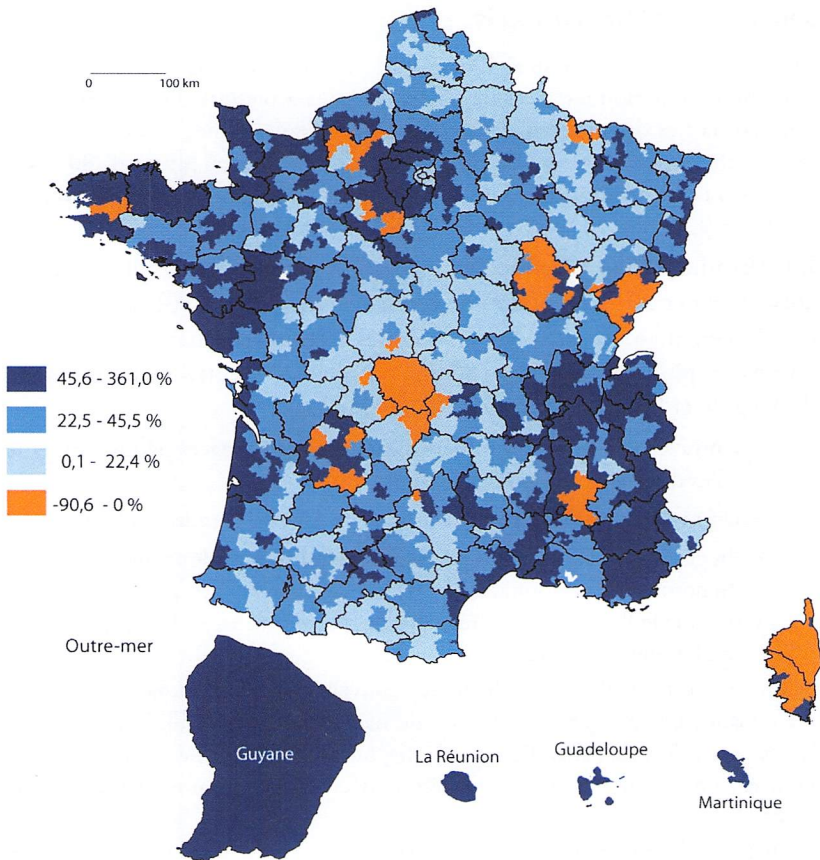 0 100 km
45,6 - 361,0 %
22,5 - 45,5 %
0,1 - 22,4 %
-90,6 - 0 %
Outre-mer
Guyane
La Réunion
Guadeloupe
Martinique